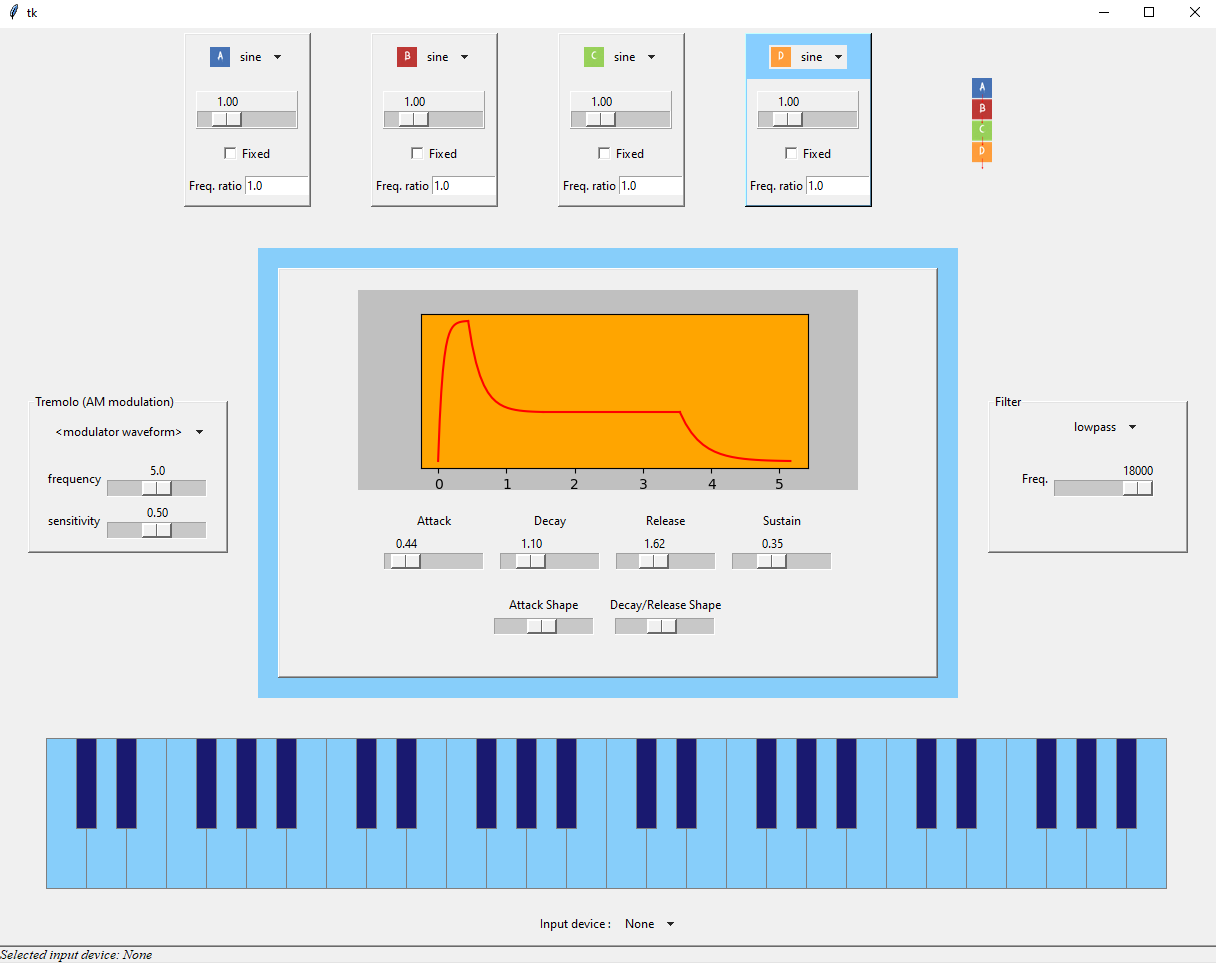 tk
A sine
B sine
C sine
D sine
1.00
1.00
1.00
1.00
Fixed
Fixed
Fixed
Fixed
Freq. ratio 1.0
Freq. ratio 1.0
Freq. ratio 1.0
Freq. ratio 1.0
A
B
C
D
0 1 2 3 4 5
Attack Decay Release Sustain
0.44 1.10 1.62 0.35
Attack Shape Decay/Release Shape
Tremolo (AM modulation)
<modulator waveform>
5.0
frequency
0.50
sensitivity
Filter
lowpass
18000
Freq.
Input device : None
Selected input device: None